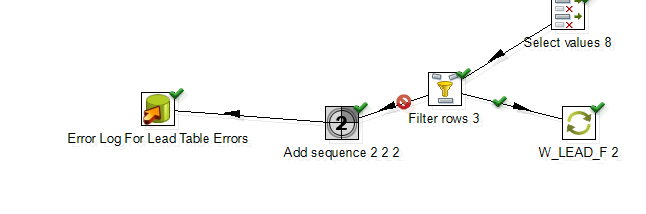 Select values 8
Filter rows 3
2
Error Log For Lead Table Errors
Add sequence 2 2 2
W_LEAD_F 2